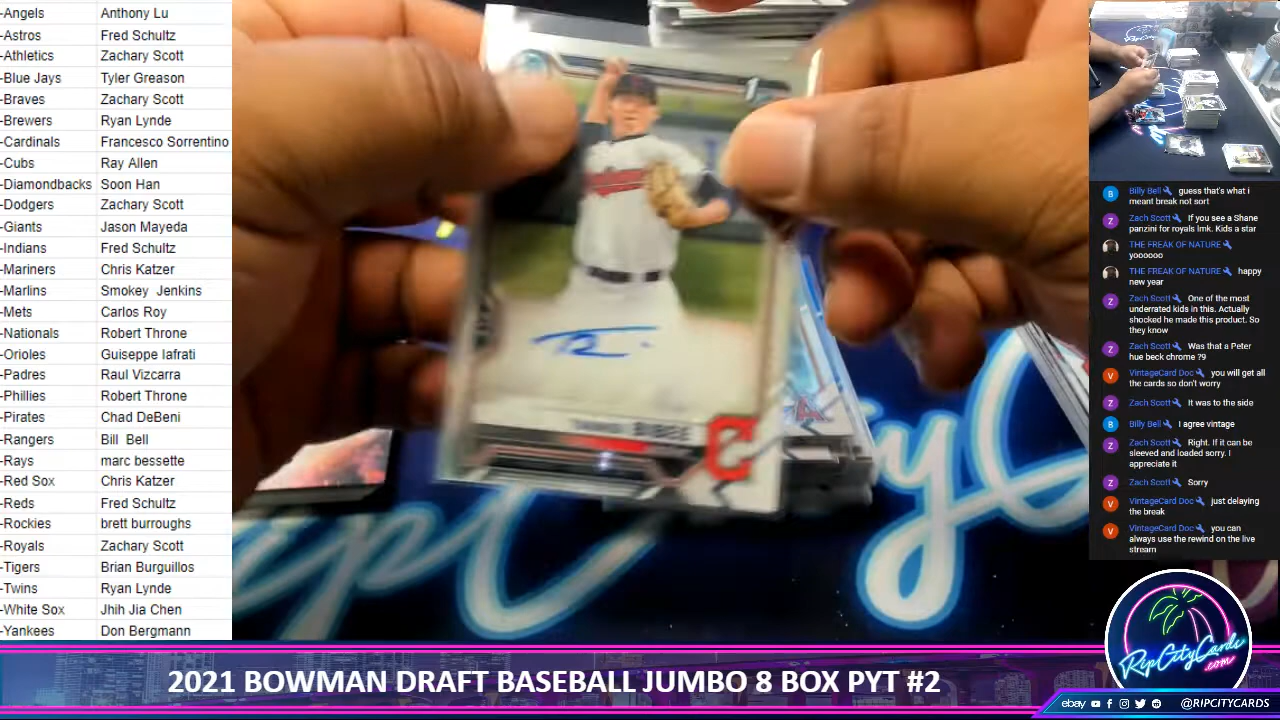 -Angels Anthony Lu
-Astros Fred Schultz
-Athletics Zachary Scott
-Blue Jays Tyler Greason
-Braves Zachary Scott
-Brewers Ryan Lynde
-Cardinals Francesco Sorrentino
-Cubs Ray Allen
-Diamondbacks Soon Han
-Dodgers Zachary Scott
-Giants Jason Mayeda
-Indians Fred Schultz
-Mariners Chris Katzer
-Marlins Smokey Jenkins
-Mets Carlos Roy
-Nationals Robert Throne
-Orioles Guiseppe Iafrati
-Padres Raul Vizcarra
-Phillies Robert Throne
-Pirates Chad DeBeni
-Rangers Bill Bell
-Rays marc bessette
-Red Sox Chris Katzer
-Reds Fred Schultz
-Rockies brett burroughs
-Royals Zachary Scott
-Tigers Brian Burguillos
-Twins Ryan Lynde
-White Sox Jhih Jia Chen
-Yankees Don Bergmann
1st
Indians
BIBEE
C
B Billy Bell guess that's what i
meant break not sort
Z Zach Scott If you see a Shane
panzini for royals lmk. Kids a star
THE FREAK OF NATURE
yoooooo
THE FREAK OF NATURE happy
new year
Z Zach Scott One of the most
underrated kids in this. Actually
shocked he made this product. So
they know
Z Zach Scott Was that a Peter
hue beck chrome ?9
V VintageCard Doc you will get all
the cards so don't worry
Z Zach Scott It was to the side
B Billy Bell I agree vintage
Z Zach Scott Right. If it can be
sleeved and loaded sorry. I
appreciate it
Z Zach Scott Sorry
V VintageCard Doc just delaying
the break
V VintageCard Doc you can
always use the rewind on the live
stream
RipCityCards
.com
2021 BOWMAN DRAFT BASEBALL JUMBO 8 BOX PYT #2
ebay @RIPCITYCARDS